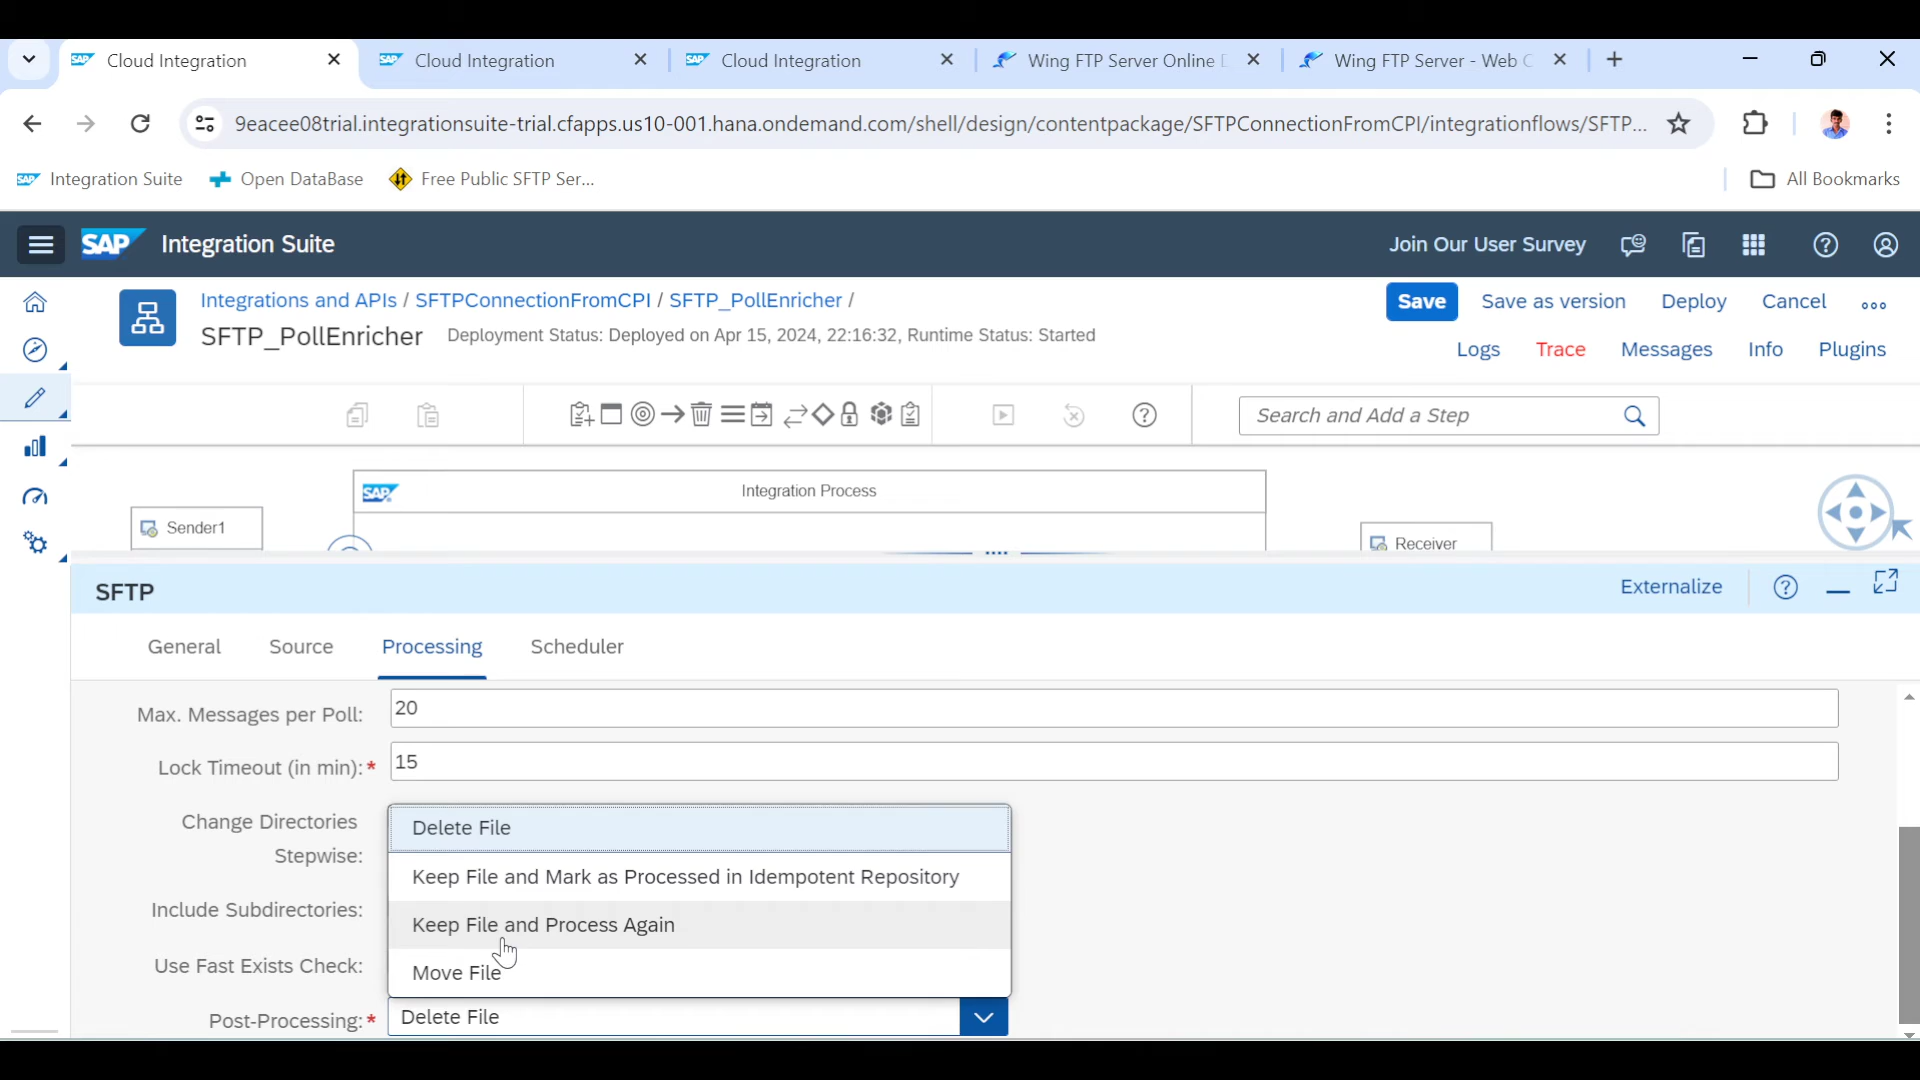 Cloud Integration
Cloud Integration
Cloud Integration
Wing FTP Server Online
Wing FTP Server - Web
9eacee08trial.integrationsuite-trial.cfapps.us10-001.hana.ondemand.com/shell/design/contentpackage/SFTPConnectionFromCPI/integrationflows/SFTP...
SAP Integration Suite
Open DataBase
Free Public SFTP Ser...
All Bookmarks
SAP Integration Suite
Join Our User Survey
Integrations and APIs / SFTPConnectionFromCPI / SFTP_PollEnricher /
Save Save as version Deploy Cancel
SFTP_PollEnricher Deployment Status: Deployed on Apr 15, 2024, 22:16:32, Runtime Status: Started
Logs Trace Messages Info Plugins
Search and Add a Step
SAP Integration Process
Sender1
Receiver
SFTP
Externalize
General Source Processing Scheduler
Max. Messages per Poll: 20
Lock Timeout (in min):* 15
Change Directories
Stepwise:
Delete File
Keep File and Mark as Processed in Idempotent Repository
Include Subdirectories:
Keep File and Process Again
Use Fast Exists Check:
Move File
Post-Processing:* Delete File